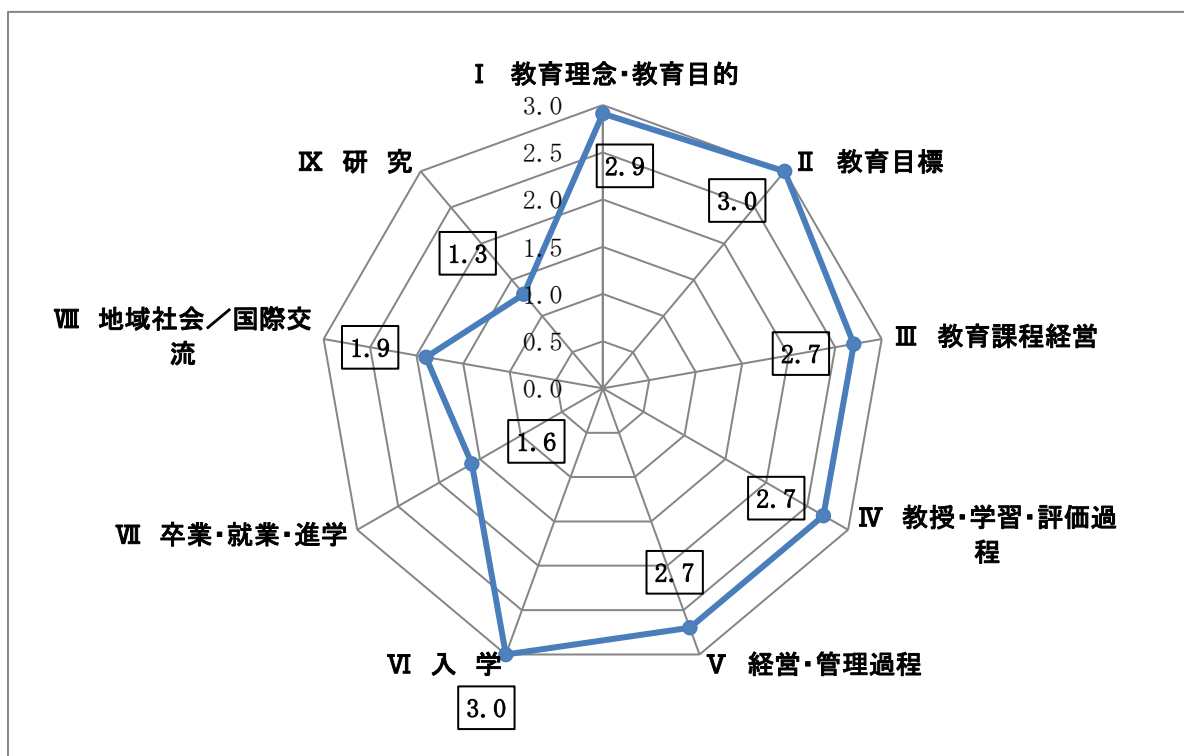 Ⅰ 教育理念・教育目的
3.0
2.5
2.0
1.5
1.0
0.5
0.0
2.9
Ⅱ 教育目標
3.0
Ⅲ 教育課程経営
2.7
Ⅳ 教授・学習・評価過
程
2.7
Ⅴ 経営・管理過程
2.7
Ⅵ 入 学
3.0
Ⅶ 卒業・就業・進学
1.6
Ⅷ 地域社会／国際交
流
1.9
Ⅸ 研 究
1.3